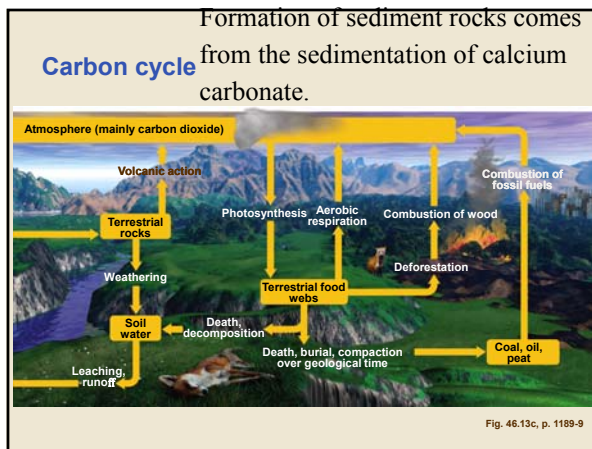 Formation of sediment rocks comes
from the sedimentation of calcium
carbonate.
Carbon cycle
Atmosphere (mainly carbon dioxide)
Volcanic action
Combustion of
fossil fuels
Photosynthesis
Aerobic
respiration
Combustion of wood
Terrestrial
rocks
Weathering
Deforestation
Terrestrial food
webs
Soil
water
Death,
decomposition
Death, burial, compaction
over geological time
Coal, oil,
peat
Leaching,
runoff
Fig. 46.13c, p. 1189-9